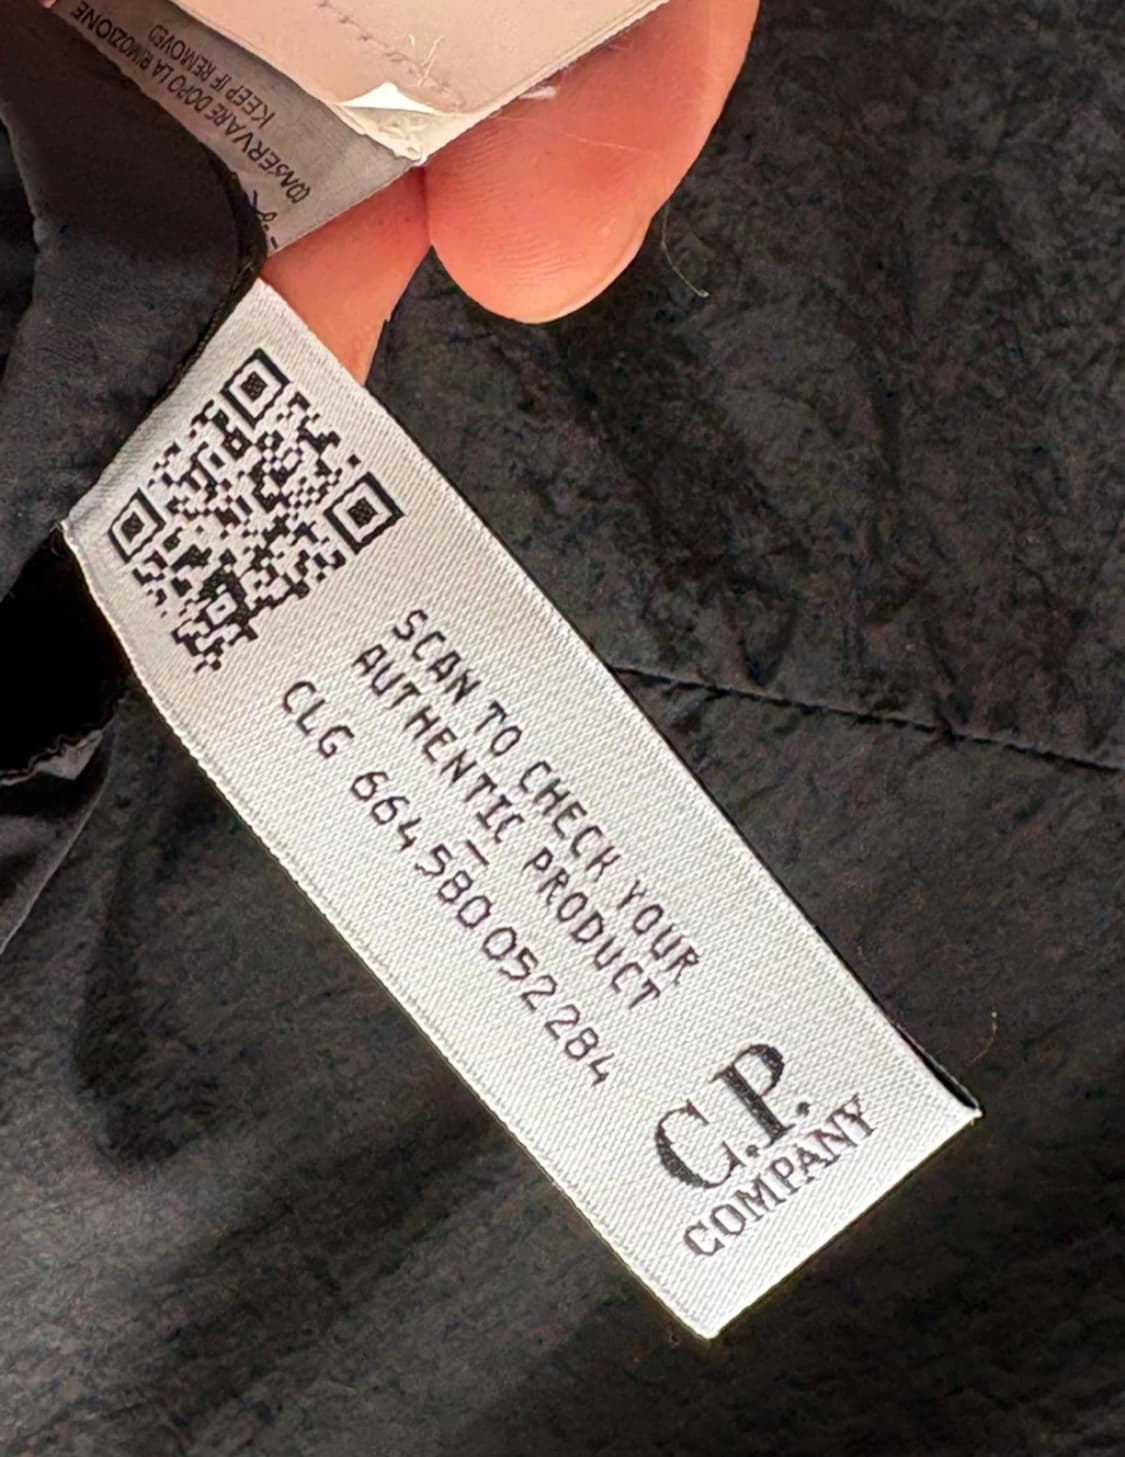 CONSERVARE DOPO LA RIMOZIONE
KEEP IF REMOVED
SCAN TO CHECK YOUR
AUTHENTIC PRODUCT
CLG 664580052284
C.P.
COMPANY